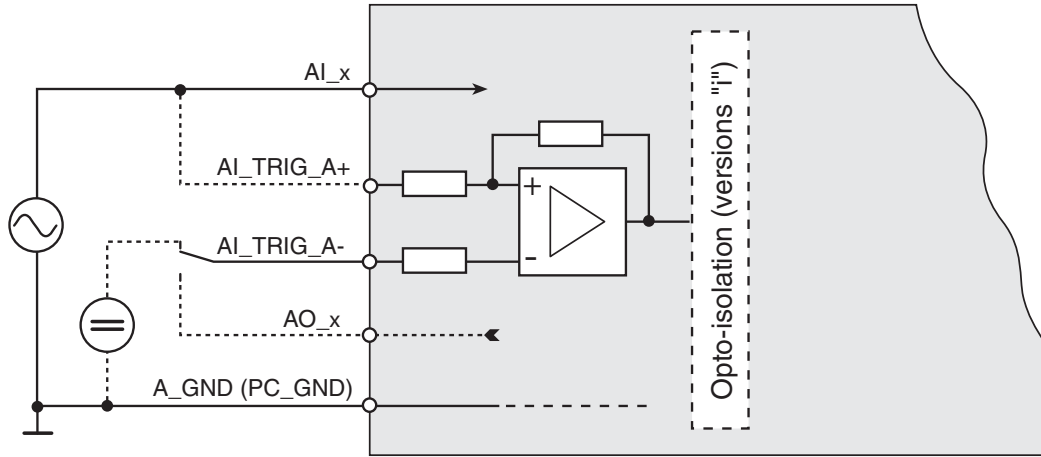 AI_x
AI_TRIG_A+
+
AI_TRIG_A-
-
AO_x
A_GND (PC_GND)
Opto-isolation (versions "i")